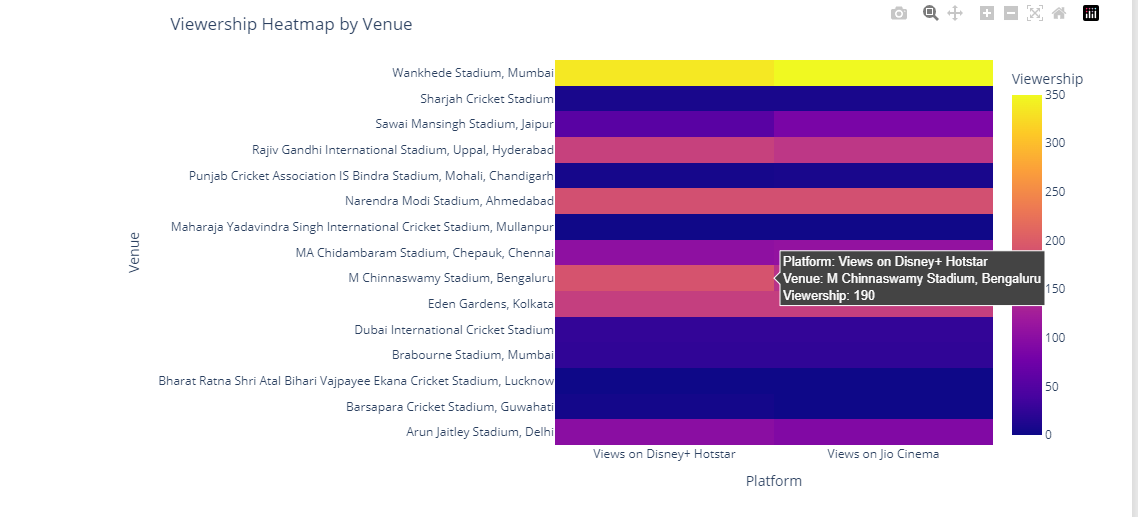 Viewership Heatmap by Venue
Viewership
Wankhede Stadium, Mumbai
Sharjah Cricket Stadium
Sawai Mansingh Stadium, Jaipur
Rajiv Gandhi International Stadium, Uppal, Hyderabad
Punjab Cricket Association IS Bindra Stadium, Mohali, Chandigarh
Narendra Modi Stadium, Ahmedabad
Maharaja Yadavindra Singh International Cricket Stadium, Mullanpur
MA Chidambaram Stadium, Chepauk, Chennai
M Chinnaswamy Stadium, Bengaluru
Eden Gardens, Kolkata
Dubai International Cricket Stadium
Brabourne Stadium, Mumbai
Bharat Ratna Shri Atal Bihari Vajpayee Ekana Cricket Stadium, Lucknow
Barsapara Cricket Stadium, Guwahati
Arun Jaitley Stadium, Delhi
Venue
Platform: Views on Disney+ Hotstar
Venue: M Chinnaswamy Stadium, Bengaluru
Viewership: 190
350
300
250
200
150
100
50
0
Views on Disney+ Hotstar
Views on Jio Cinema
Platform